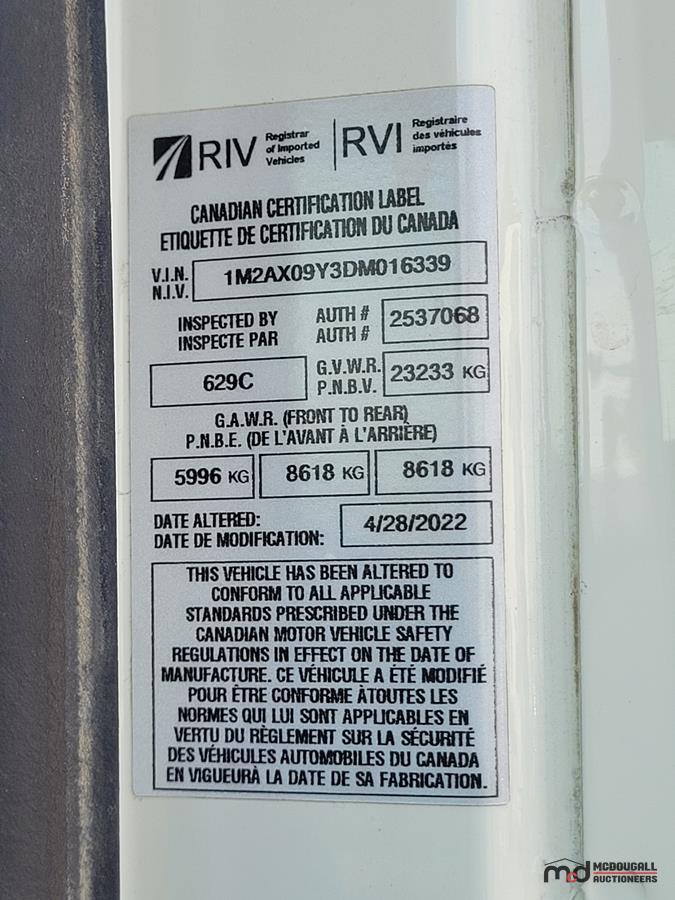 RIV Registrar of Imported Vehicles | RVI Registraire des véhicules importés
CANADIAN CERTIFICATION LABEL
ETIQUETTE DE CERTIFICATION DU CANADA
V.I.N.
N.I.V.
1M2AX09Y3DM016339
INSPECTED BY
INSPECTE PAR
AUTH #
AUTH #
2537068
629C
G.V.W.R.
P.N.B.V.
23233 KG
G.A.W.R. (FRONT TO REAR)
P.N.B.E. (DE L'AVANT À L'ARRIÈRE)
5996 KG 8618 KG 8618 KG
DATE ALTERED:
DATE DE MODIFICATION:
4/28/2022
THIS VEHICLE HAS BEEN ALTERED TO
CONFORM TO ALL APPLICABLE
STANDARDS PRESCRIBED UNDER THE
CANADIAN MOTOR VEHICLE SAFETY
REGULATIONS IN EFFECT ON THE DATE OF
MANUFACTURE. CE VÉHICULE A ÉTÉ MODIFIÉ
POUR ÊTRE CONFORME ÀTOUTES LES
NORMES QUI LUI SONT APPLICABLES EN
VERTU DU RÈGLEMENT SUR LA SÉCURITÉ
DES VÉHICULES AUTOMOBILES DU CANADA
EN VIGUEURÀ LA DATE DE SA FABRICATION.
md MCDOUGALL
AUCTIONEERS